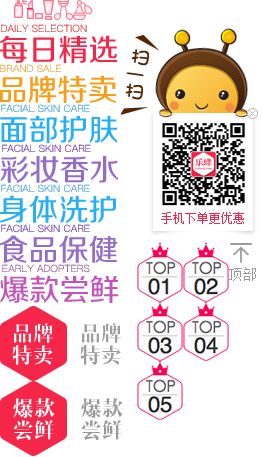 DAILY SELECTION
每日精选
BRAND SALE
品牌特卖
FACIAL SKIN CARE
面部护肤
FACIAL SKIN CARE
彩妆香水
FACIAL SKIN CARE
身体洗护
FACIAL SKIN CARE
食品保健
EARLY ADOPTERS
爆款尝鲜
扫一扫
乐蜂
手机下单更优惠
顶部
TOP
01
TOP
02
TOP
03
TOP
04
TOP
05
品牌
特卖
品牌
特卖
爆款
尝鲜
爆款
尝鲜